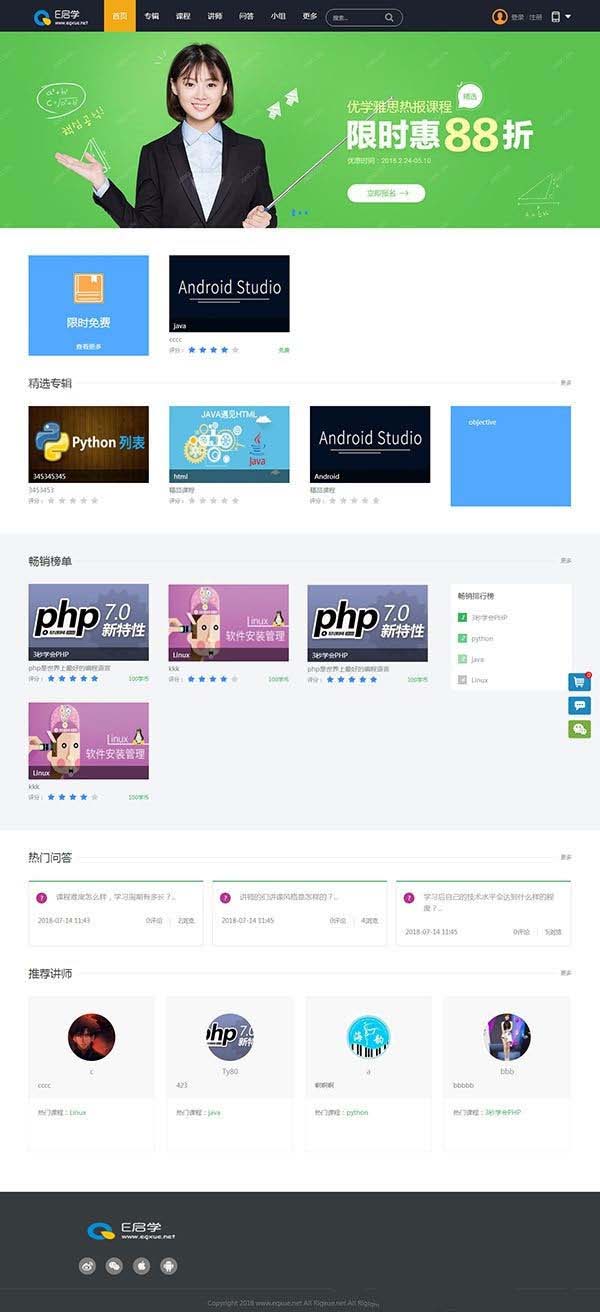 E启学
www.eqxue.net
首页 专辑 课程 讲师 问答 小组 更多 搜索... 登录 | 注册
优学雅思热报课程 精选
限时惠88折
优惠时间：2018.2.24-05.10
立即报名
限时免费
查看更多
Android Studio
java
cccc
评分： 免费
精选专辑 更多
Python 列表
345345345
3453453
评分：
JAVA遇见HTML
Java
html
精品课程
评分：
Android Studio
Android
精品课程
评分：
objective
畅销榜单 更多
php 7.0
新特性
3秒学会PHP
php是世界上最好的编程语言
评分： 100学币
Linux
软件安装管理
Linux
kkk
评分： 100学币
php 7.0
新特性
3秒学会PHP
php是世界上最好的编程语言
评分： 100学币
畅销排行榜
1 3秒学会PHP
2 python
3 java
4 Linux
0
Linux
软件安装管理
Linux
kkk
评分： 100学币
热门问答 更多
? 课程难度怎么样，学习周期有多长？..
2018-07-14 11:43 0评论 | 2浏览
? 讲师的们讲课风格是怎样的？..
2018-07-14 11:45 0评论 | 4浏览
? 学习后自己的技术水平会达到什么样的程
度？..
2018-07-14 11:45 0评论 | 5浏览
推荐讲师 更多
c
cccc
热门课程：Linux
php 7.0
新特
Ty80
423
热门课程：java
海韵
a
啊啊啊
热门课程：python
bbb
bbbbb
热门课程：3秒学会PHP
E启学
www.eqxue.net
Copyright 2018 www.eqxue.net All Rigxue.net All Rigighi